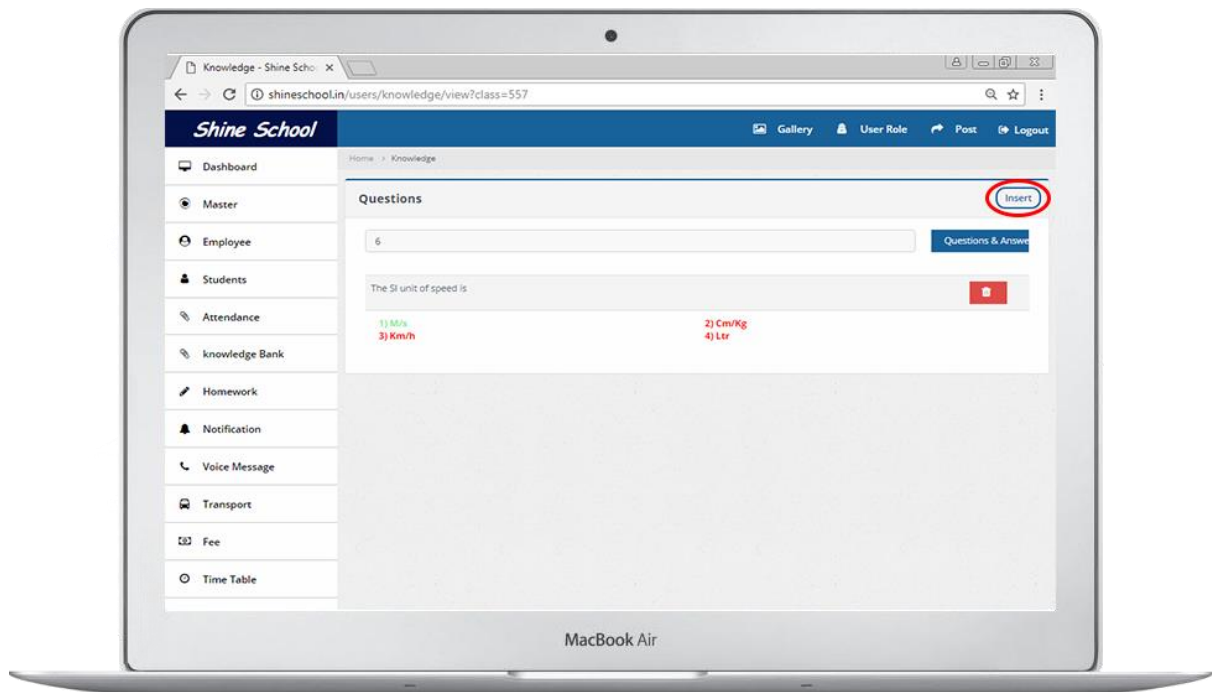 Knowledge - Shine Scho
shineschool.in/users/knowledge/view?class=557
Shine School
Gallery User Role Post Logout
Dashboard
Home > Knowledge
Master
Questions Insert
Employee
6 Questions & Answe
Students
The SI unit of speed is
Attendance
1) M/s 2) Cm/Kg
3) Km/h 4) Ltr
knowledge Bank
Homework
Notification
Voice Message
Transport
Fee
Time Table
MacBook Air